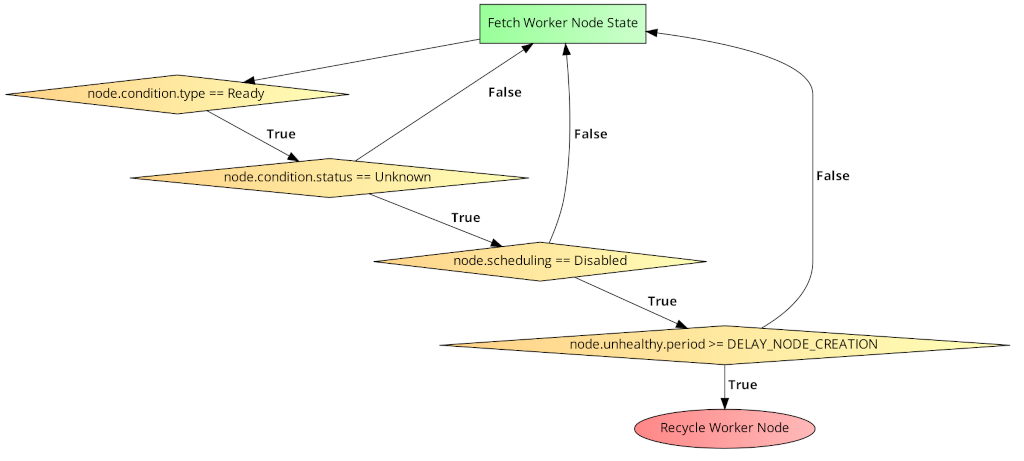 Fetch Worker Node State
node.condition.type == Ready
False
True
False
node.condition.status == Unknown
False
True
node.scheduling == Disabled
True
node.unhealthy.period >= DELAY_NODE_CREATION
True
Recycle Worker Node